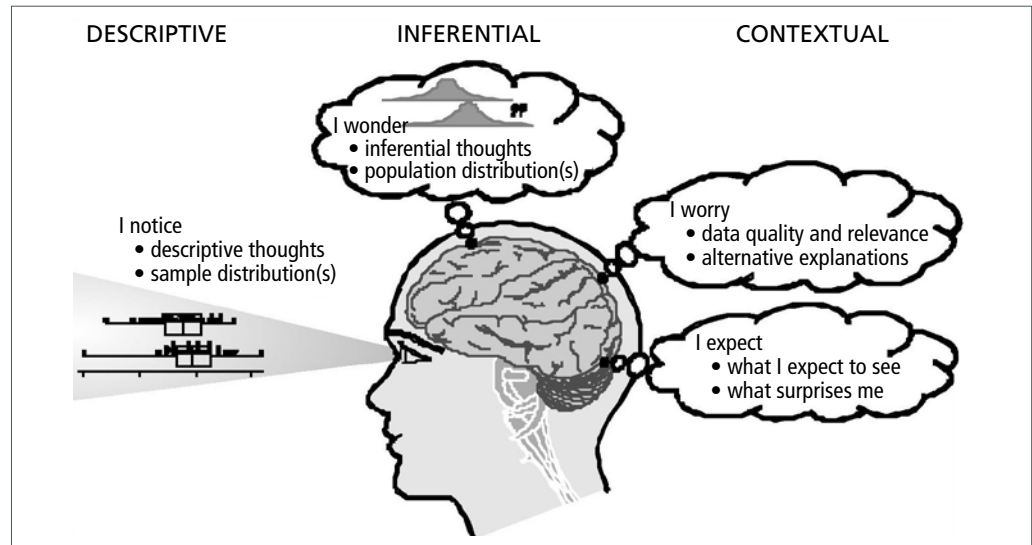 DESCRIPTIVE
INFERENTIAL
CONTEXTUAL
I wonder
• inferential thoughts
• population distribution(s)
I notice
• descriptive thoughts
• sample distribution(s)
I worry
• data quality and relevance
• alternative explanations
I expect
• what I expect to see
• what surprises me